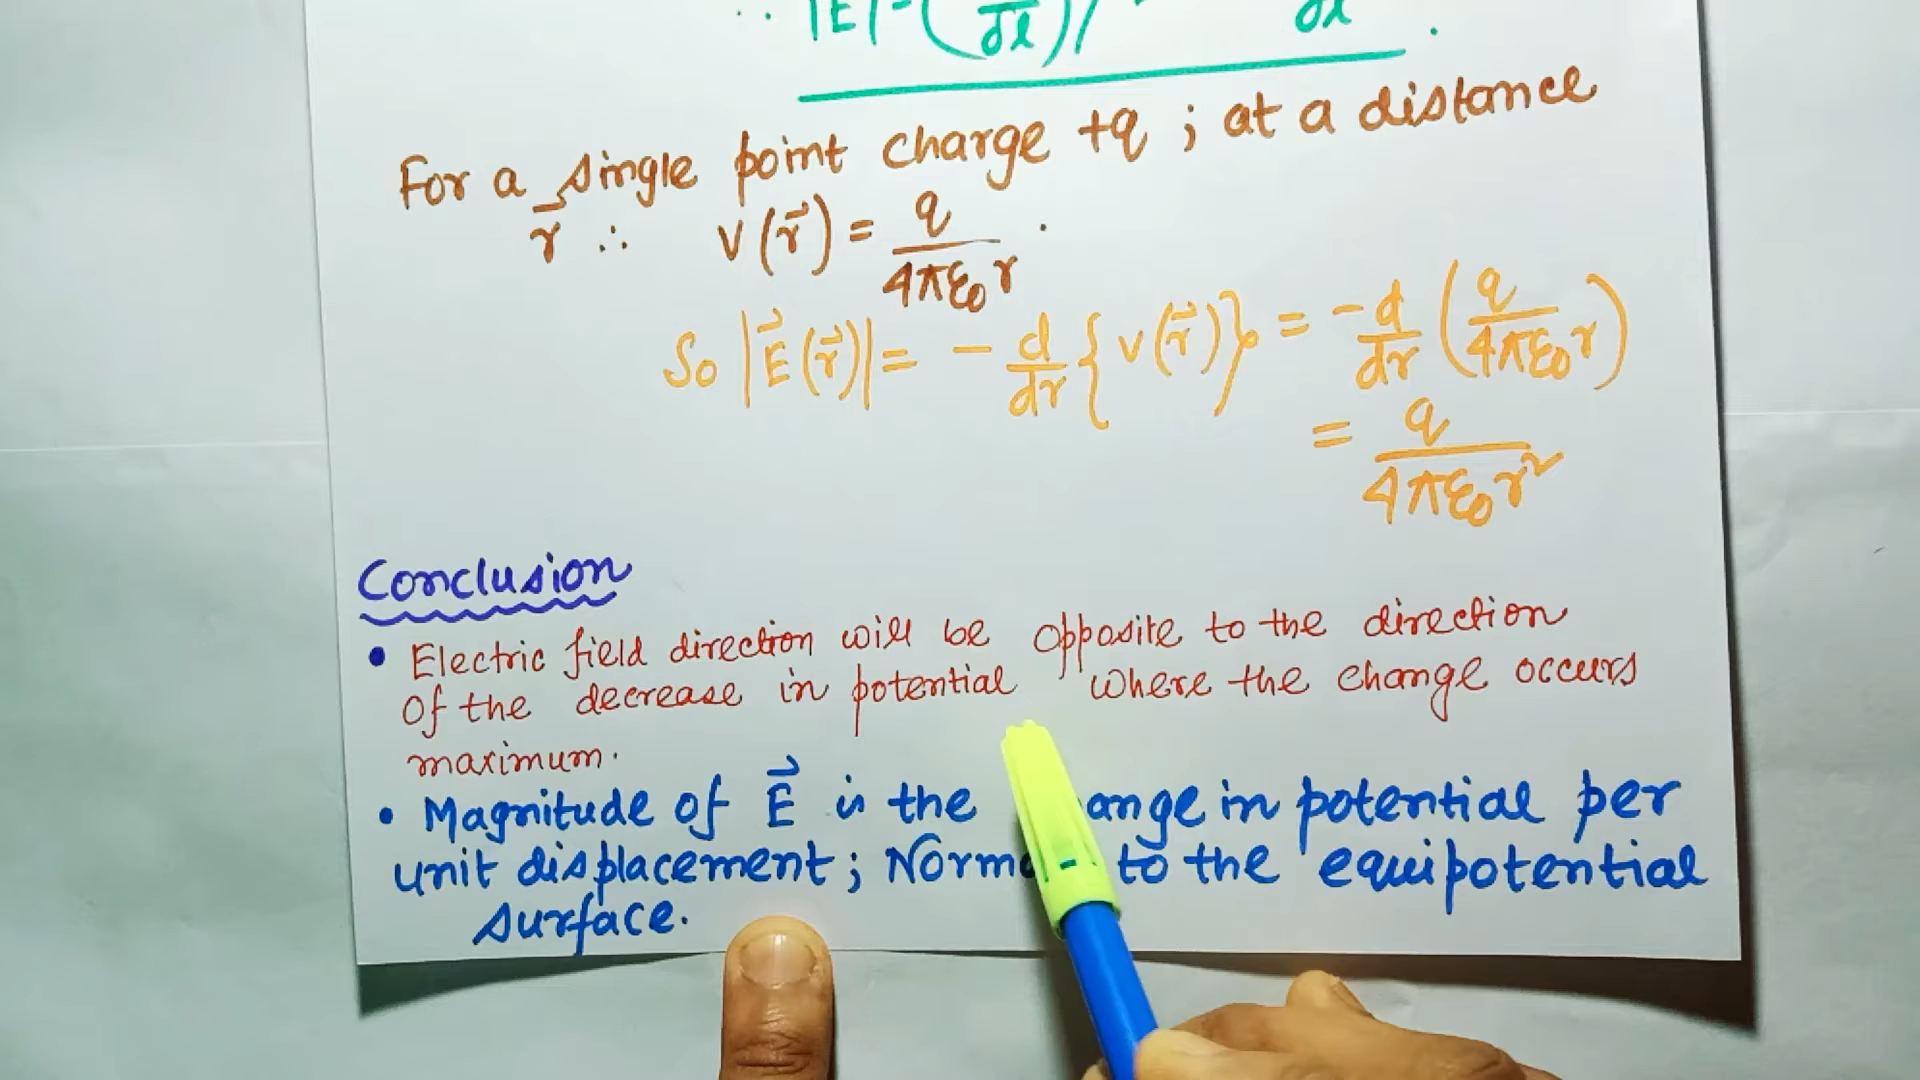 ∴ |E| = (∂l) / ∂l .
For a single point charge +q ; at a distance
r⃗ ∴ V(r⃗) = q/4πε₀r .
So |E⃗(r⃗)| = - d/dr {V(r⃗)} = -d/dr (q/4πε₀r)
= q/4πε₀r²
Conclusion
• Electric field direction will be opposite to the direction
of the decrease in potential where the change occurs
maximum.
• Magnitude of E⃗ is the ange in potential per
unit displacement; Norm to the equipotential
surface.